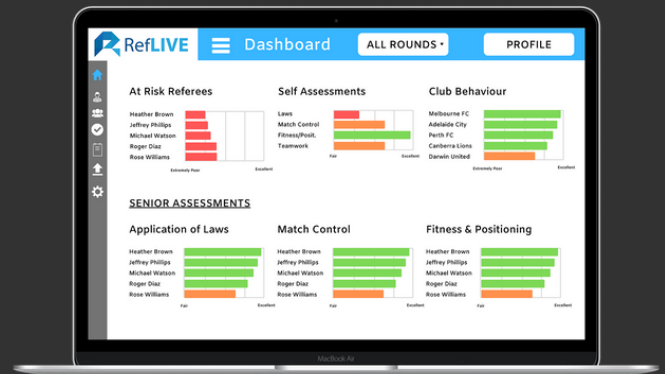 RefLIVE
Dashboard
ALL ROUNDS
PROFILE
At Risk Referees
Heather Brown
Jeffrey Phillips
Michael Watson
Roger Diaz
Rose Williams
Extremely Poor
Excellent
Self Assessments
Laws
Match Control
Fitness/Posit.
Teamwork
Fair
Excellent
Club Behaviour
Melbourne FC
Adelaide City
Perth FC
Canberra Lions
Darwin United
Extremely Poor
Excellent
SENIOR ASSESSMENTS
Application of Laws
Heather Brown
Jeffrey Phillips
Michael Watson
Roger Diaz
Rose Williams
Fair
Excellent
Match Control
Heather Brown
Jeffrey Phillips
Michael Watson
Roger Diaz
Rose Williams
Fair
Excellent
Fitness & Positioning
Heather Brown
Jeffrey Phillips
Michael Watson
Roger Diaz
Rose Williams
Fair
Excellent
MacBook Air